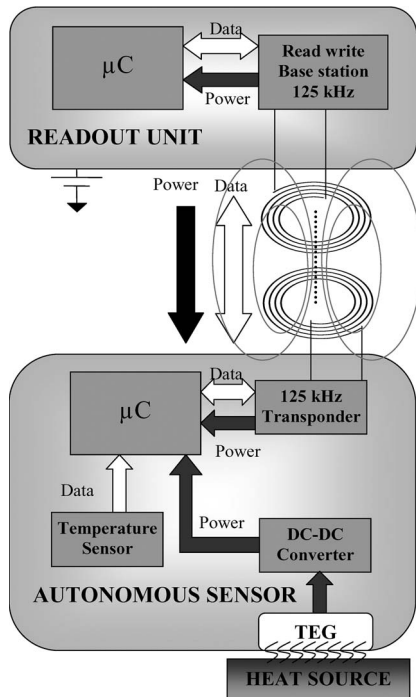 Data
µC
Read write
Base station
125 kHz
Power
READOUT UNIT
Power
Data
µC
Data
125 kHz
Transponder
Power
Data
Temperature
Sensor
Power
DC-DC
Converter
AUTONOMOUS SENSOR
TEG
HEAT SOURCE